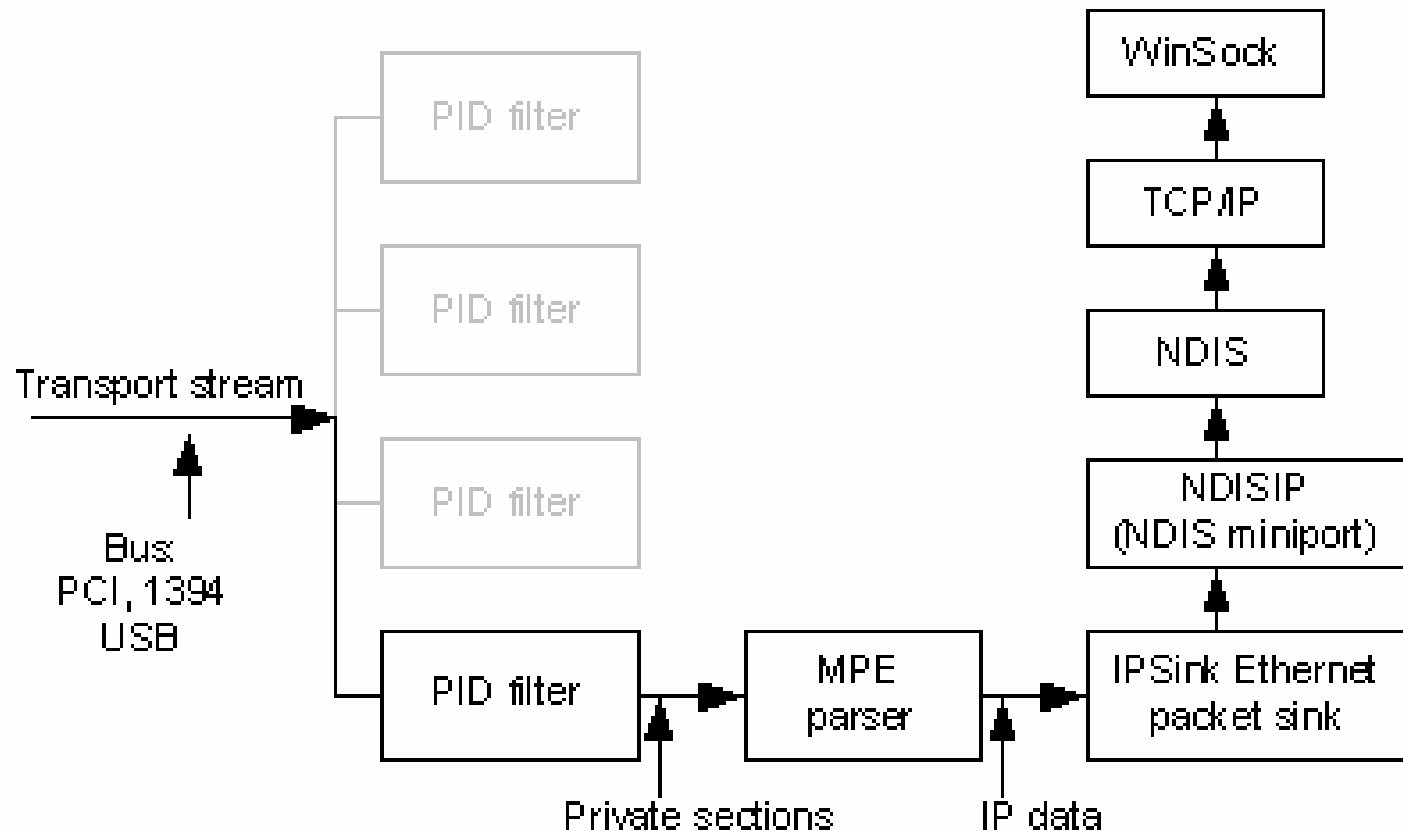 WinSock
PID filter
TCP/IP
PID filter
NDIS
Transport stream
PID filter
NDISIP
(NDIS miniport)
Bus:
PCI, 1394
USB
PID filter
MPE
parser
IPSink Ethernet
packet sink
Private sections
IP data